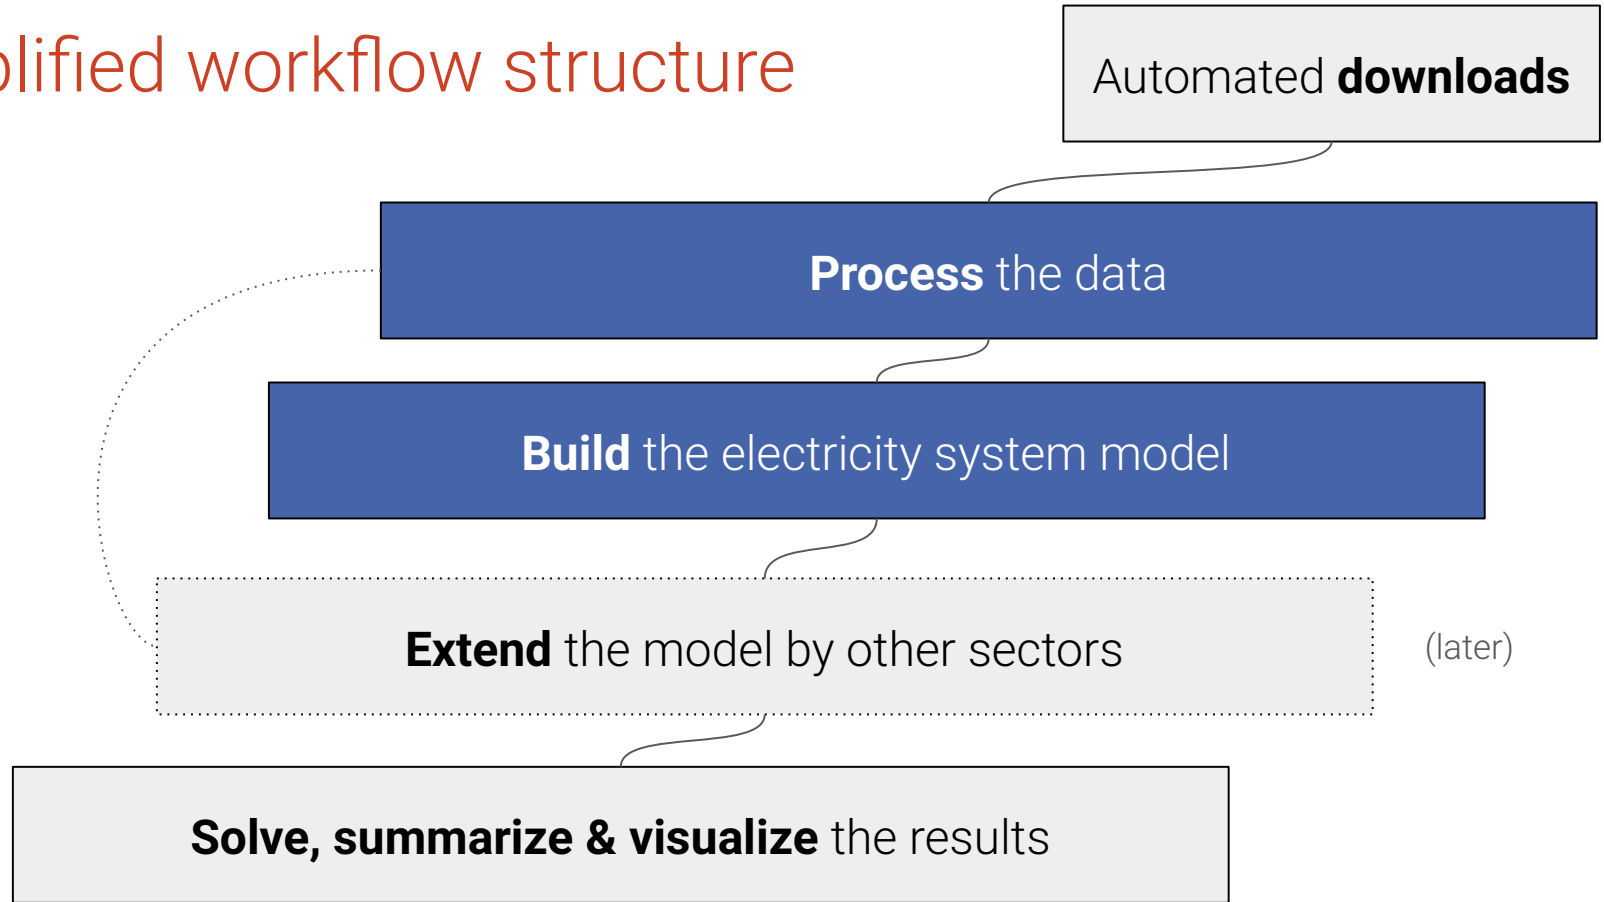 plified workflow structure
Automated downloads
Process the data
Build the electricity system model
Extend the model by other sectors
(later)
Solve, summarize & visualize the results